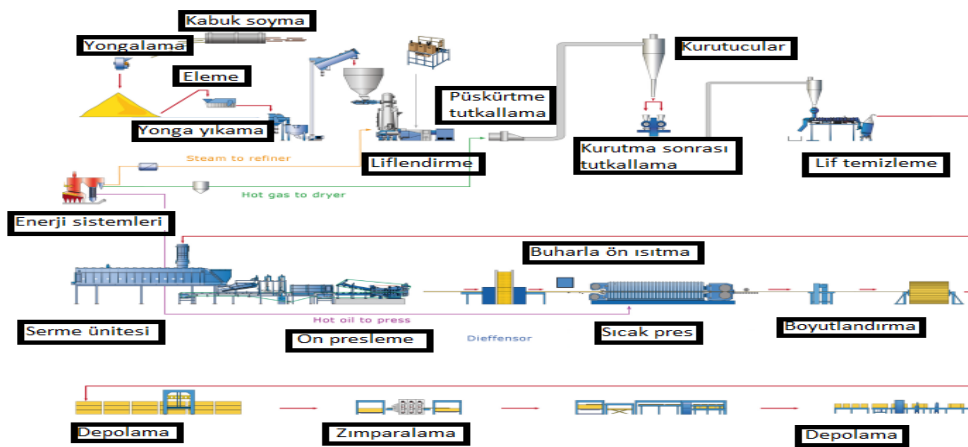 Kabuk soyma
Yongalama
Eleme
Yonga yıkama
Püskürtme
tutkallama
Kurutucular
Liflendirme
Kurutma sonrası
tutkallama
Lif temizleme
Steam to refiner
Hot gas to dryer
Enerji sistemleri
Buharla ön ısıtma
Serme ünitesi
Hot oil to press
Ön presleme
Dieffensor
Sıcak pres
Boyutlandırma
Depolama
Zımparalama
Depolama